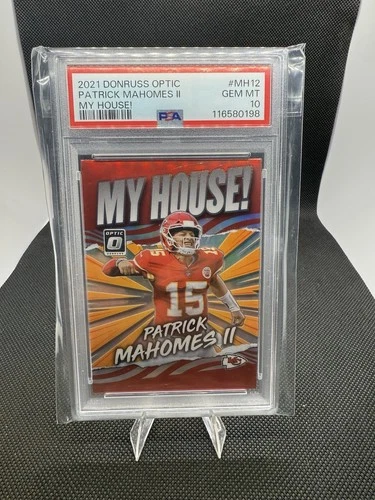 2021 DONRUSS OPTIC #MH12
PATRICK MAHOMES II GEM MT
MY HOUSE! 10
PSA 116580198
MY HOUSE!
OPTIC
15
PATRICK
MAHOMES II
KC